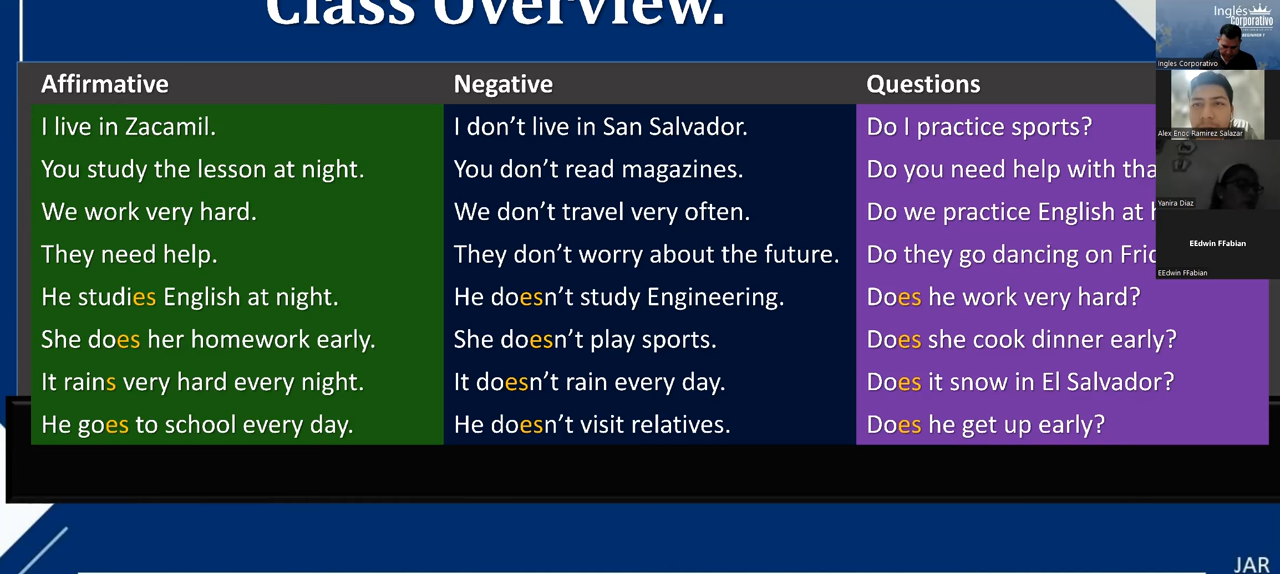 Class Overview.
Affirmative Negative Questions
I live in Zacamil. I don't live in San Salvador. Do I practice sports?
You study the lesson at night. You don't read magazines. Do you need help with
We work very hard. We don't travel very often. Do we practice English at
They need help. They don't worry about the future. Do they go dancing on
He studies English at night. He doesn't study Engineering. Does he work very hard?
She does her homework early. She doesn't play sports. Does she cook dinner early?
It rains very hard every night. It doesn't rain every day. Does it snow in El Salvador?
He goes to school every day. He doesn't visit relatives. Does he get up early?
Inglés
Corporativo
Ingles Corporativo
Alex Enoc Ramirez Salazar
Yanira Diaz
EEdwin FFabian
EEdwin FFabian
JAR